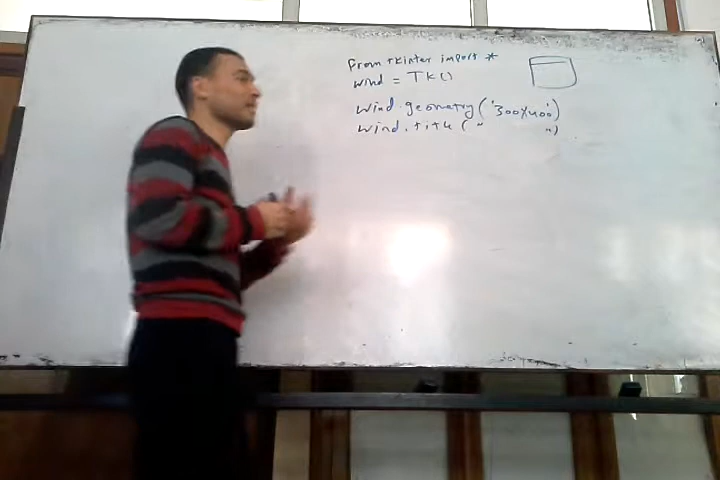 from tkinter import *
wind = Tk()
wind.geometry('300x400')
wind.title(" ")